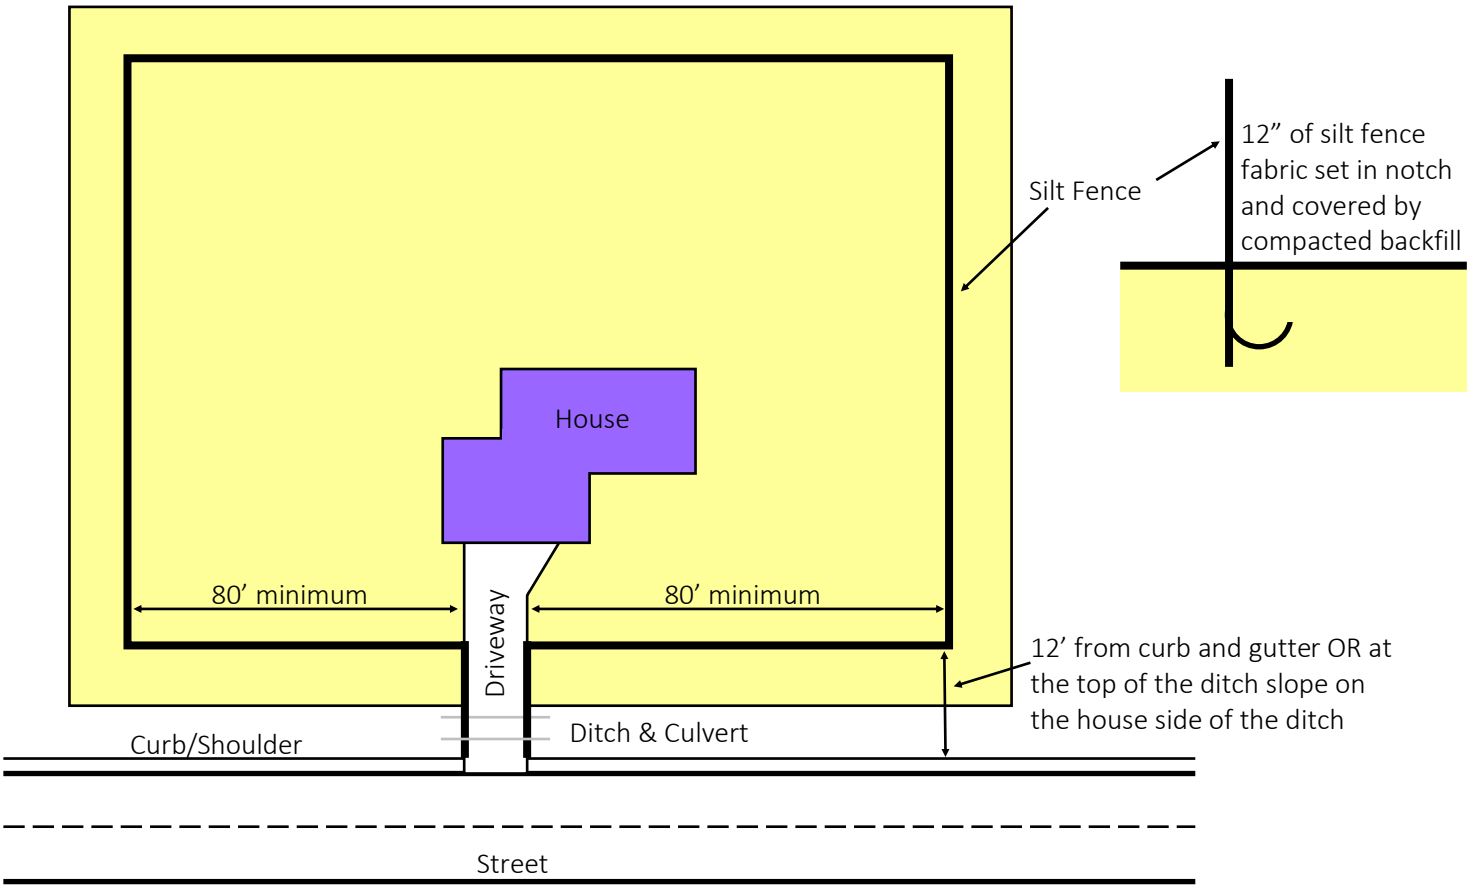 12” of silt fence
fabric set in notch
and covered by
compacted backfill
Silt Fence
House
80’ minimum
80’ minimum
Driveway
12’ from curb and gutter OR at
the top of the ditch slope on
the house side of the ditch
Ditch & Culvert
Curb/Shoulder
Street